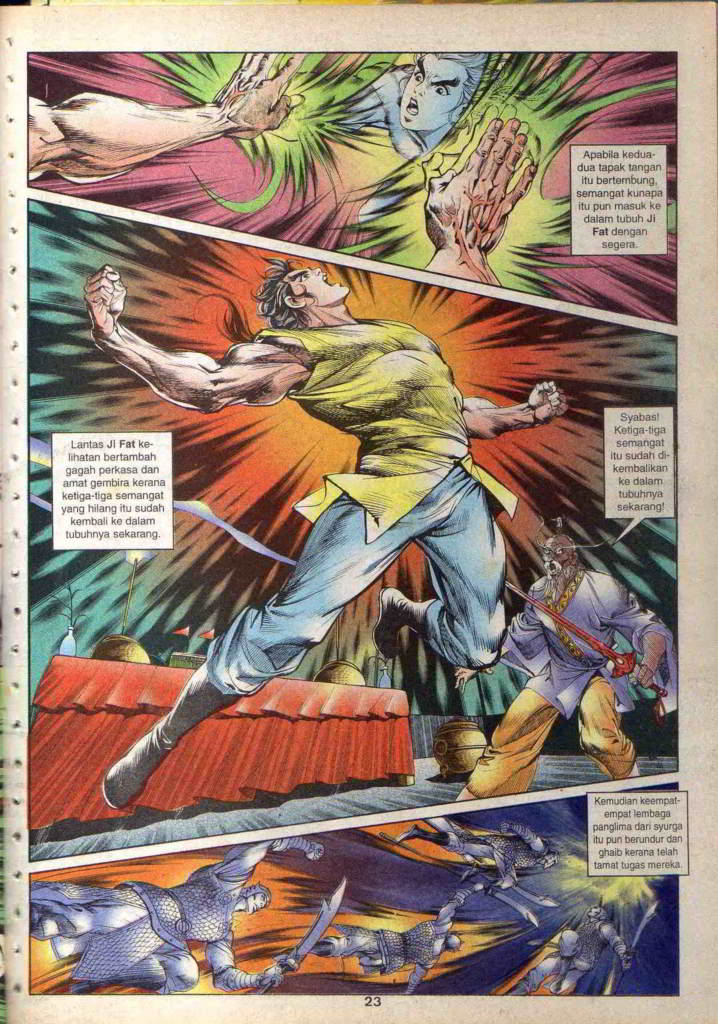 Apabila kedua-
dua tapak tangan
itu bertembung,
semangat kunapa
itu pun masuk ke
dalam tubuh Ji
Fat dengan
segera.
Lantas Ji Fat ke-
lihatan bertambah
gagah perkasa dan
amat gembira kerana
ketiga-tiga semangat
yang hilang itu sudah
kembali ke dalam
tubuhnya sekarang.
Syabas!
Ketiga-tiga
semangat
itu sudah di-
kembalikan
ke dalam
tubuhnya
sekarang!
Kemudian keempat-
empat lembaga
panglima dari syurga
itu pun berundur dan
ghaib kerana telah
tamat tugas mereka.
23